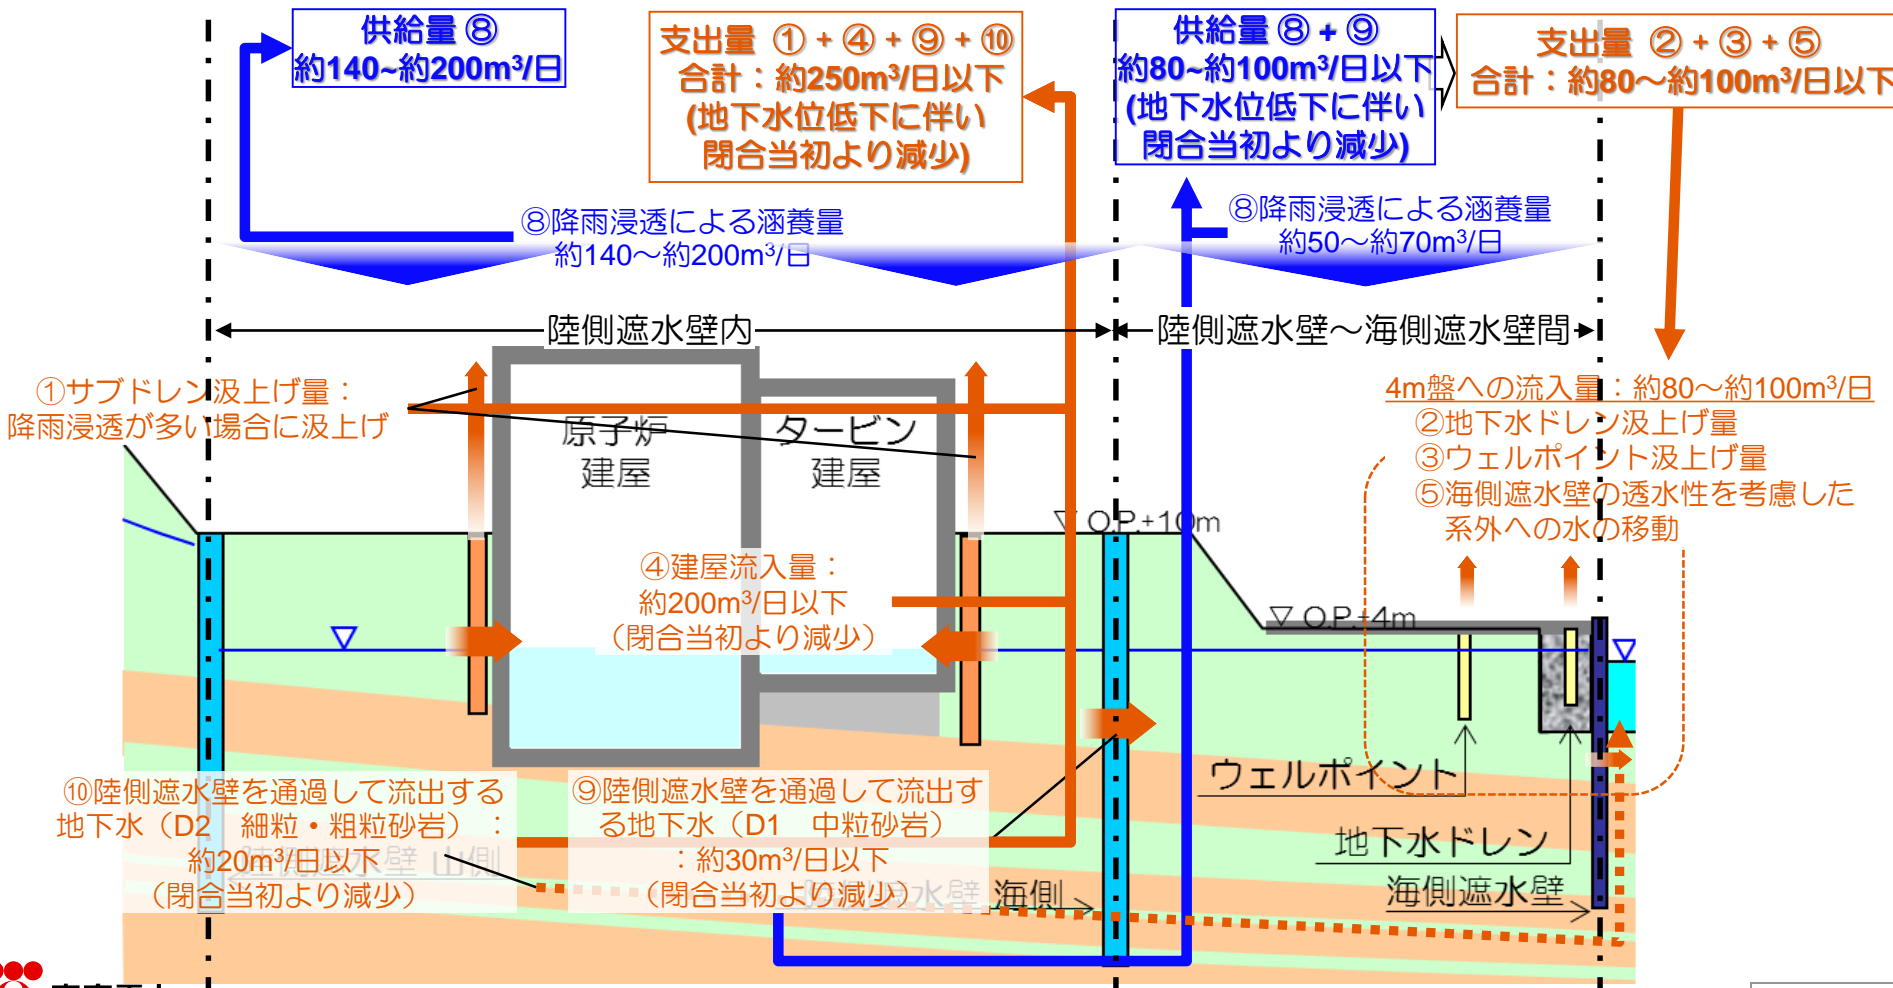 供給量 ⑧
約140~約200m³/日
支出量 ①+④+⑨+⑩
合計：約250m³/日以下
(地下水位低下に伴い
閉合当初より減少)
供給量 ⑧+⑨
約80~約100m³/日以下
(地下水位低下に伴い
閉合当初より減少)
支出量 ②+③+⑤
合計：約80～約100m³/日以下
⑧降雨浸透による涵養量
約140～約200m³/日
⑧降雨浸透による涵養量
約50～約70m³/日
陸側遮水壁内
陸側遮水壁～海側遮水壁間
①サブドレン汲上げ量：
降雨浸透が多い場合に汲上げ
原子炉
建屋
タービン
建屋
4m盤への流入量：約80～約100m³/日
②地下水ドレン汲上げ量
③ウェルポイント汲上げ量
⑤海側遮水壁の透水性を考慮した
系外への水の移動
▽ O.P.+10m
④建屋流入量：
約200m³/日以下
（閉合当初より減少）
▽ O.P.+4m
⑩陸側遮水壁を通過して流出する
地下水（D2　細粒・粗粒砂岩）：
約20m³/日以下
（閉合当初より減少）
陸側遮水壁 山側
⑨陸側遮水壁を通過して流出す
る地下水（D1　中粒砂岩）
：約30m³/日以下
（閉合当初より減少）
陸側遮水壁 海側
ウェルポイント
地下水ドレン
海側遮水壁